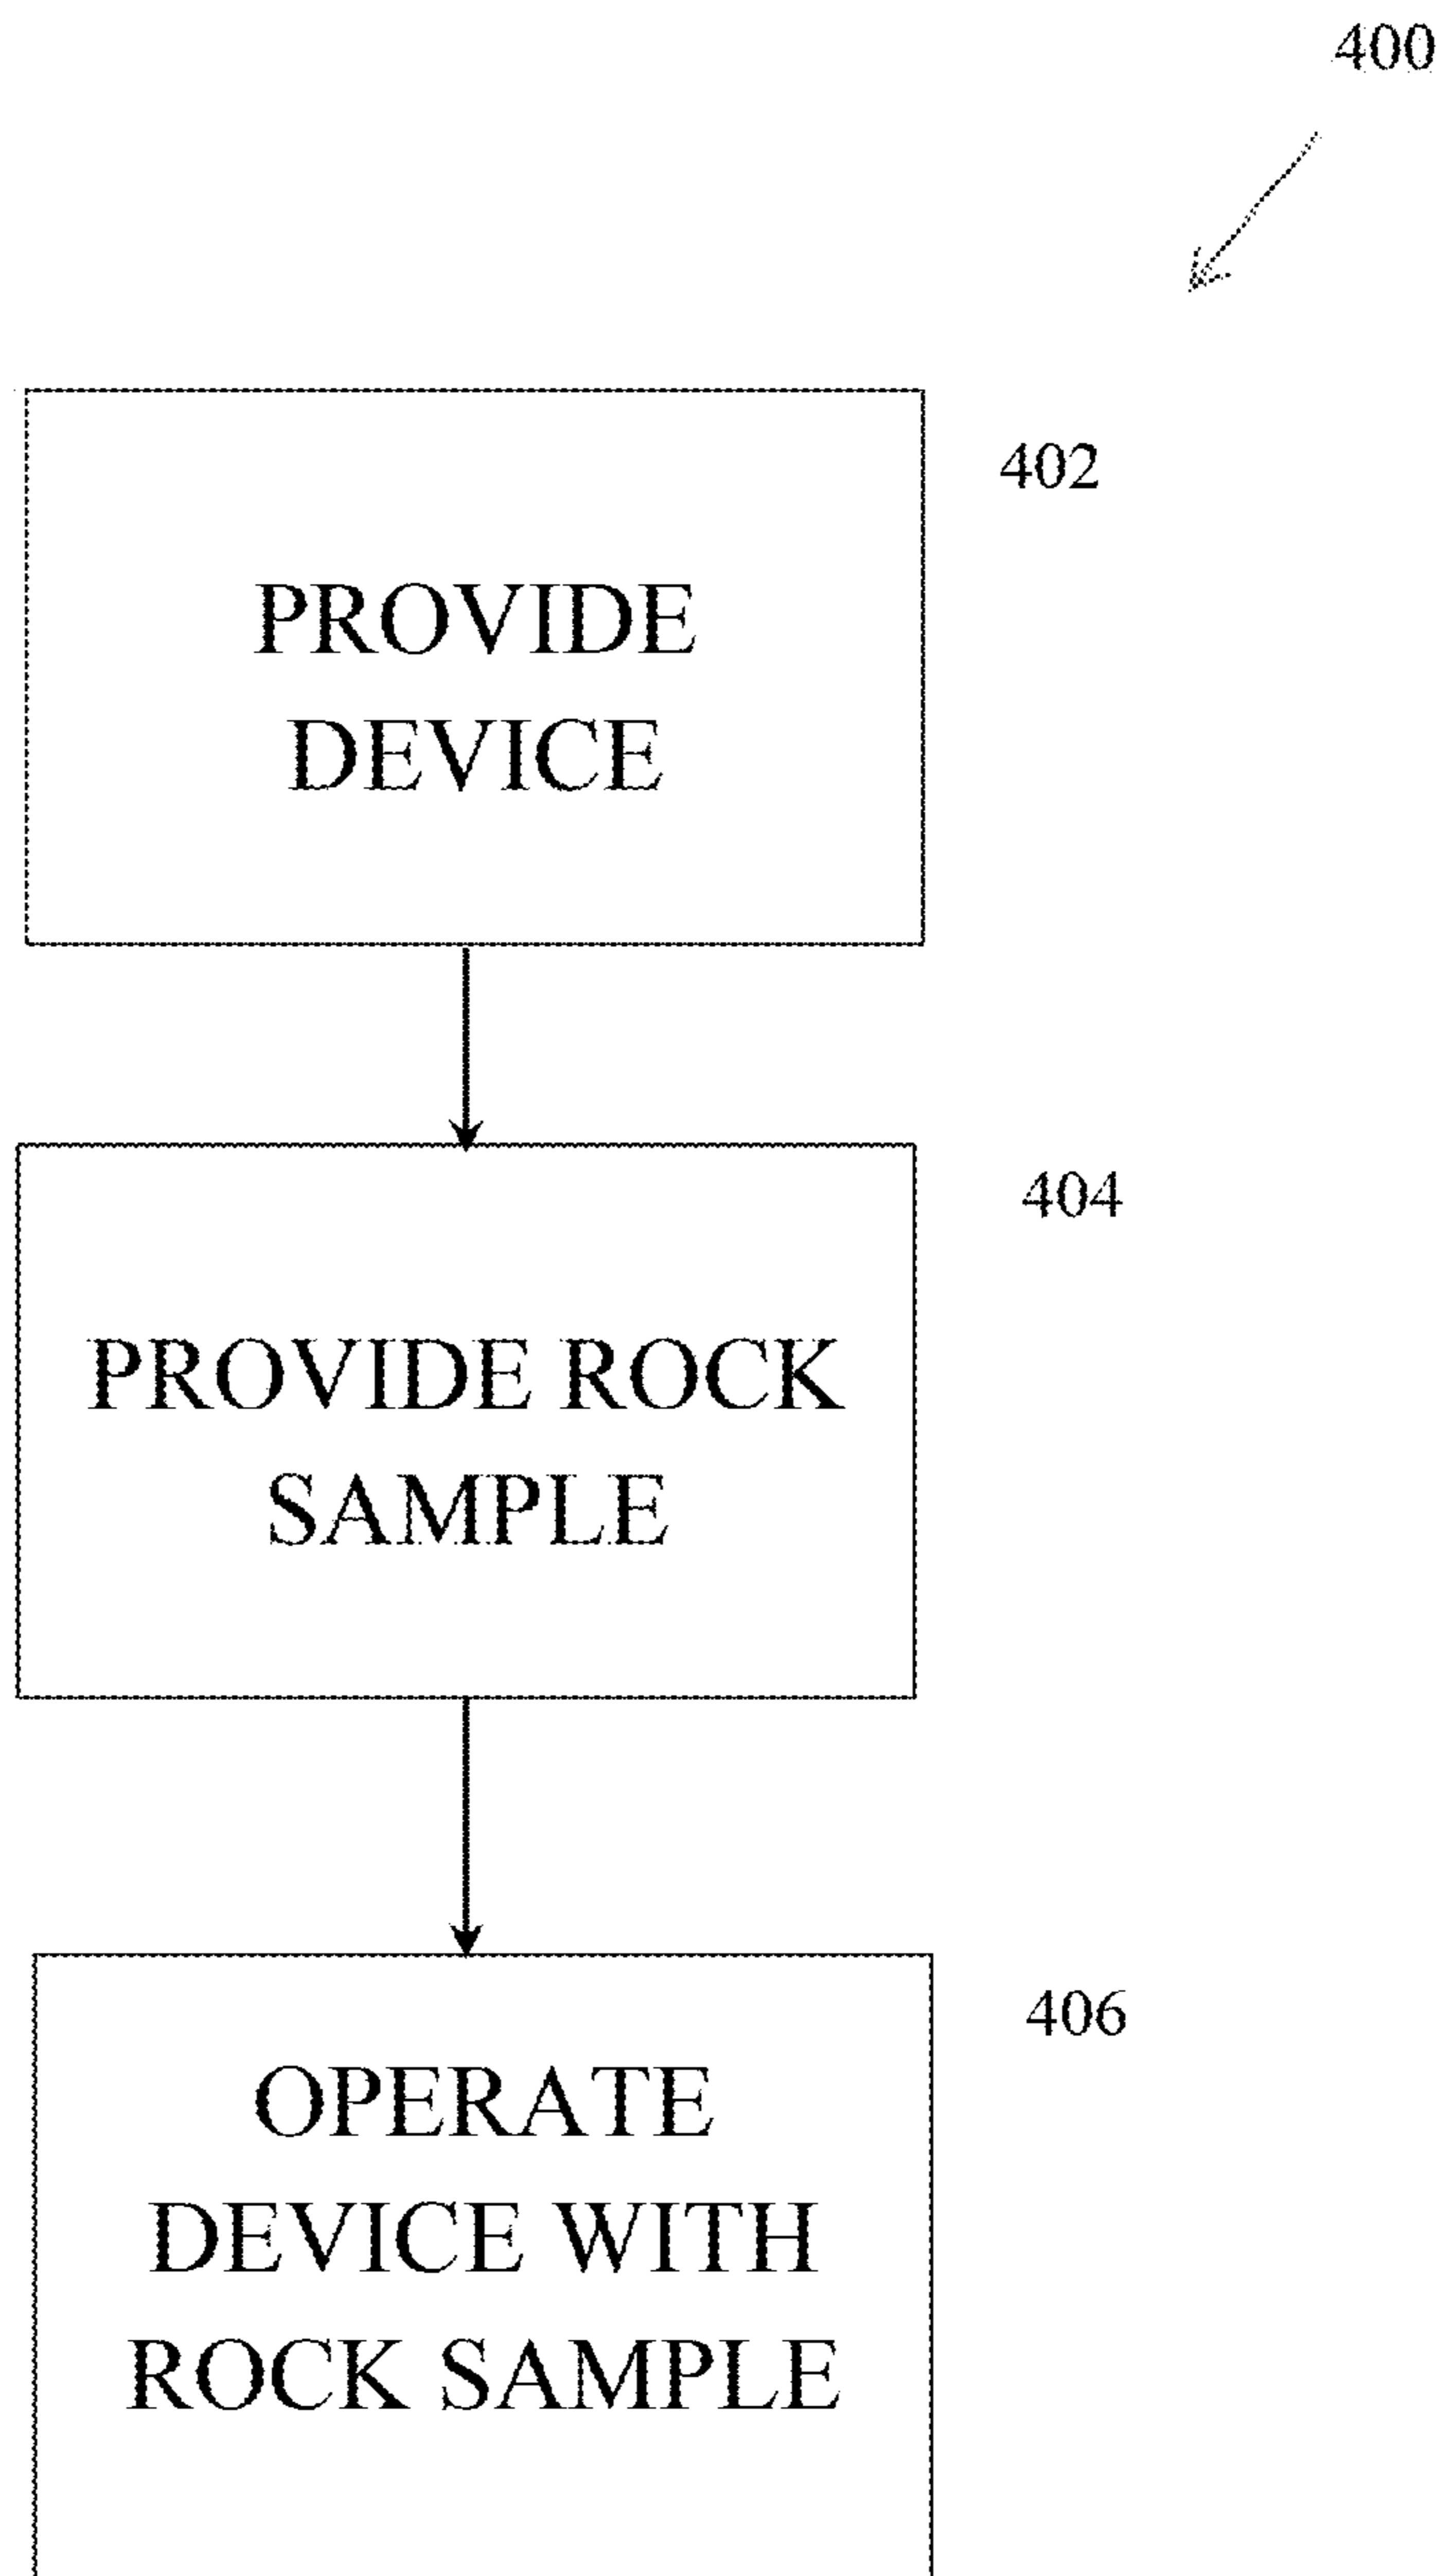 400
402
PROVIDE
DEVICE
404
PROVIDE ROCK
SAMPLE
406
OPERATE
DEVICE WITH
ROCK SAMPLE